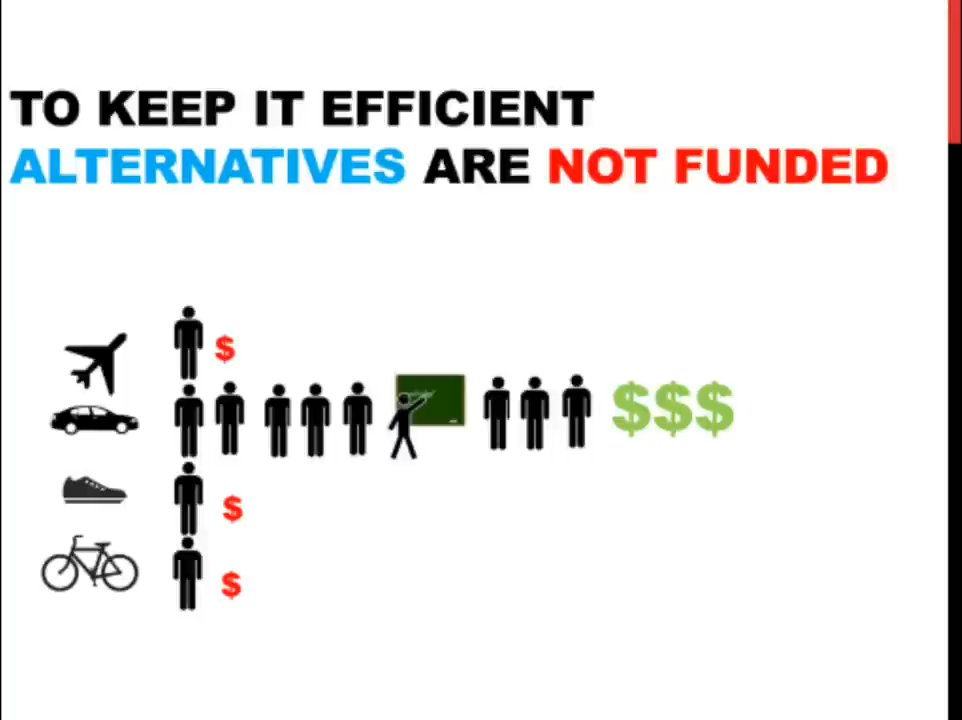 TO KEEP IT EFFICIENT
ALTERNATIVES ARE NOT FUNDED
$
$$$
$
$